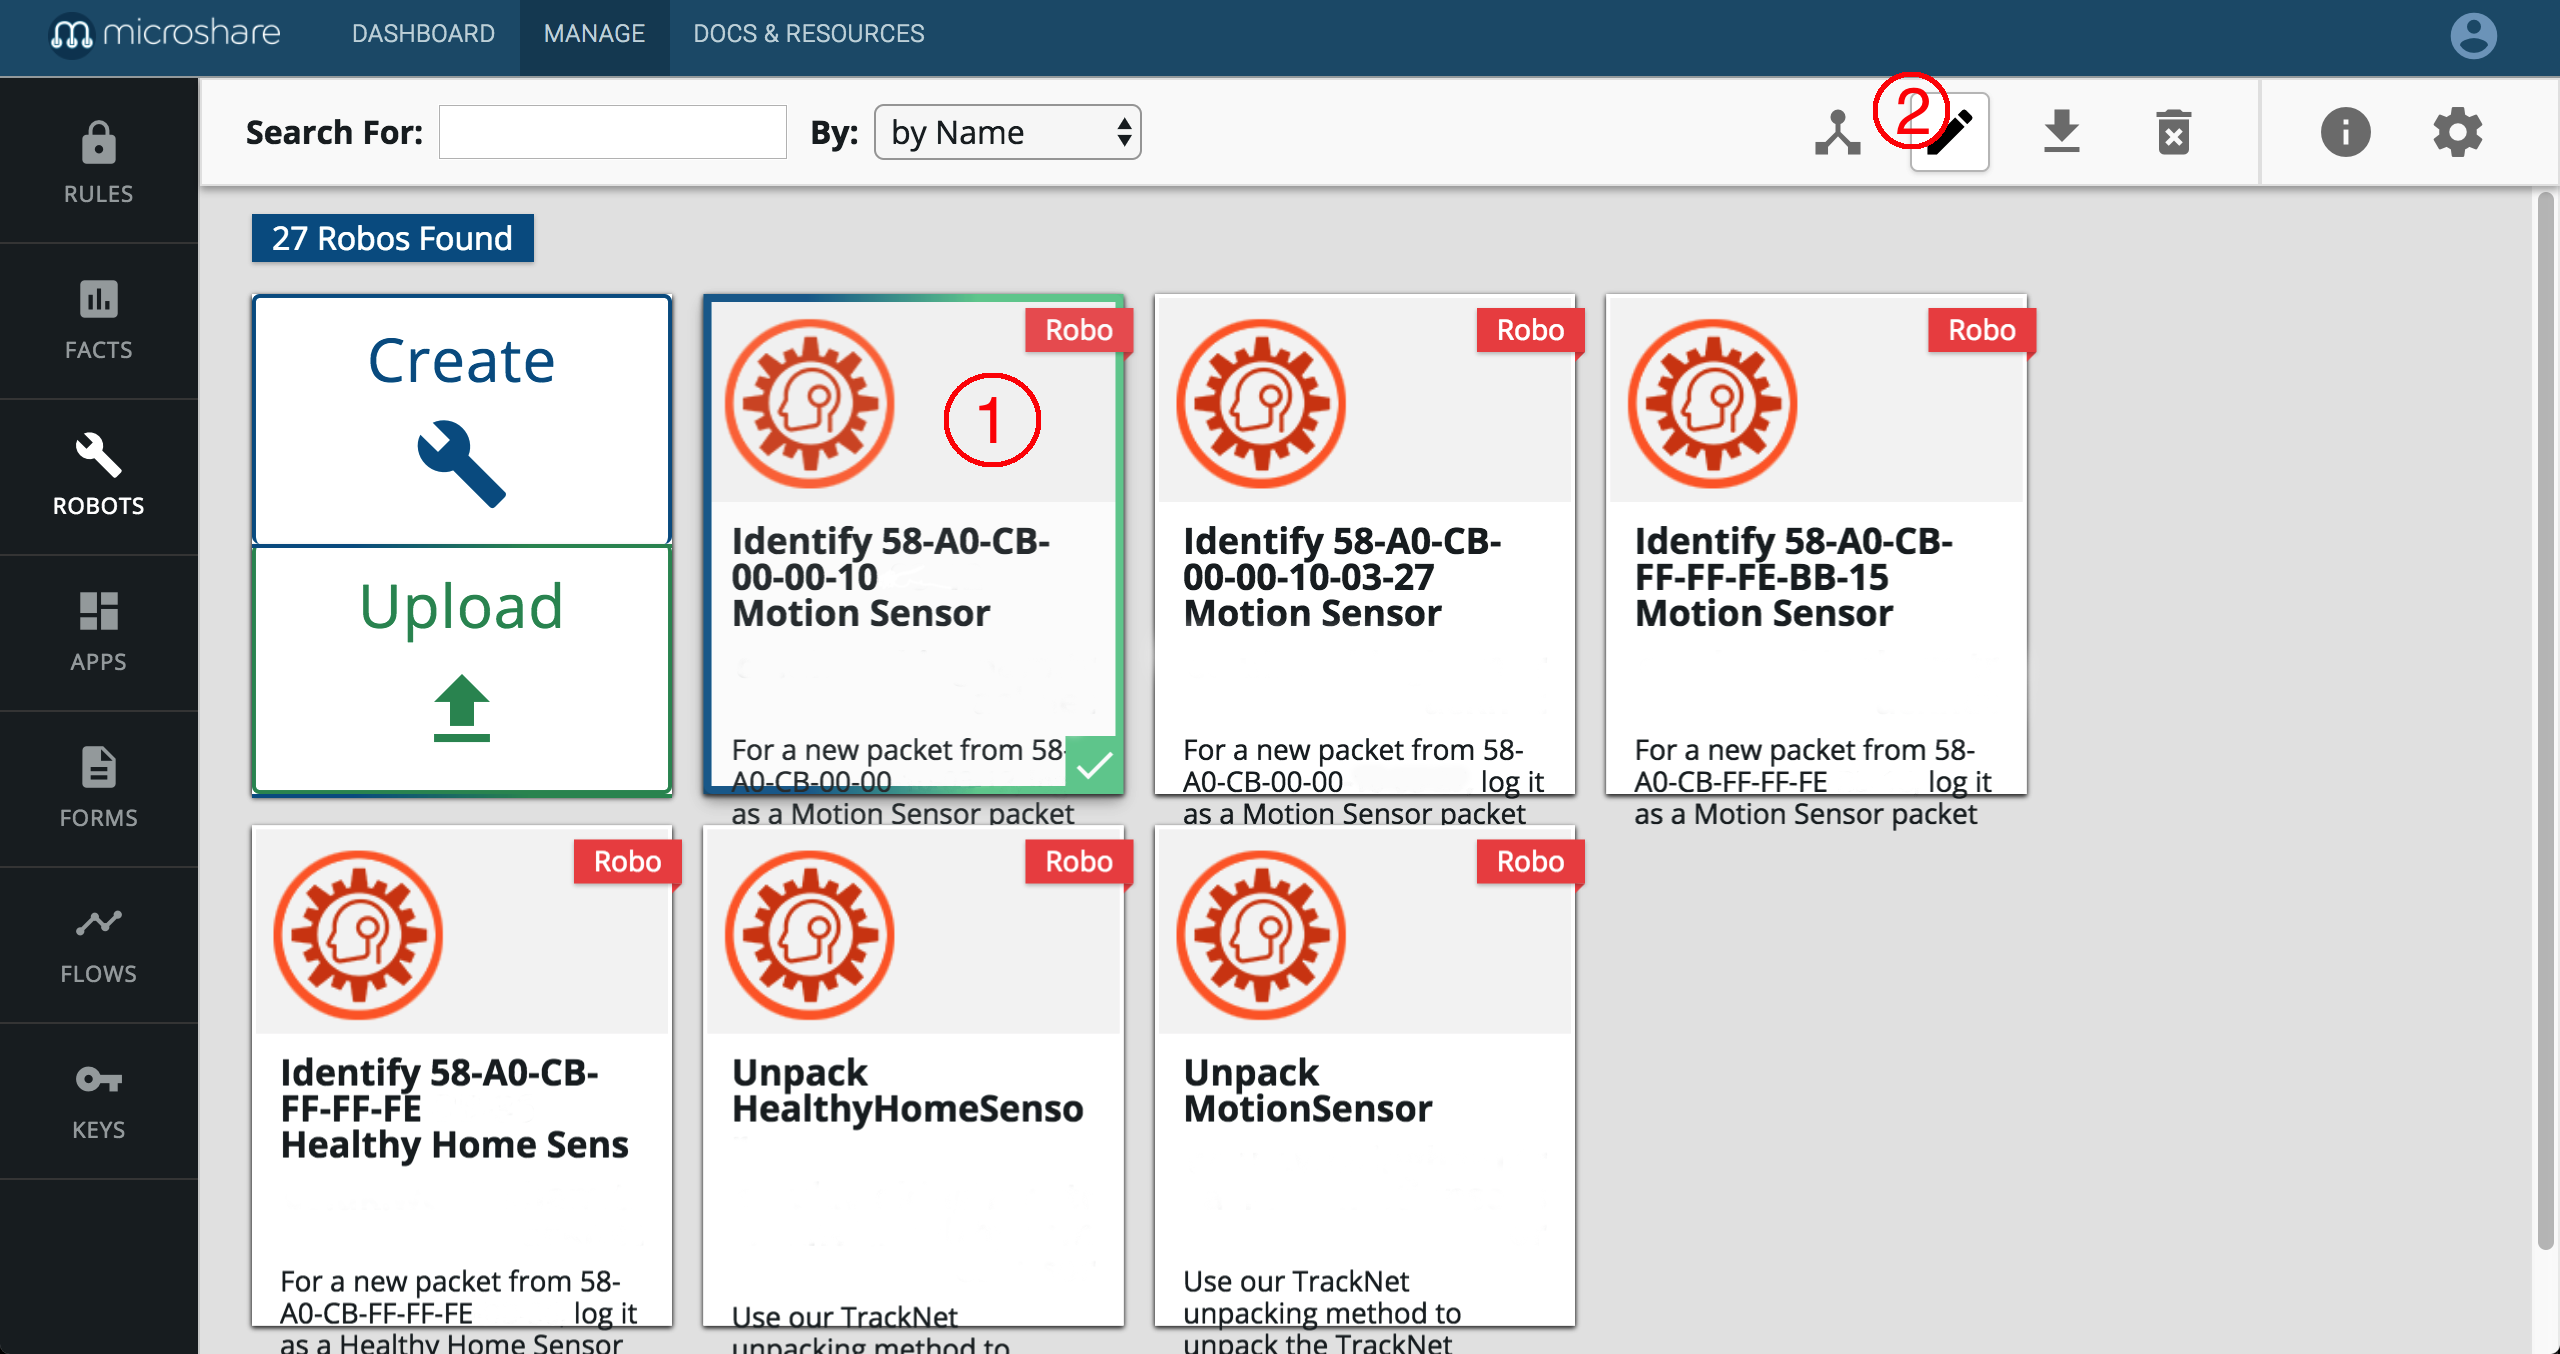 microshare
DASHBOARD
MANAGE
DOCS & RESOURCES
RULES
FACTS
ROBOTS
APPS
FORMS
FLOWS
KEYS
Search For:
By:
by Name
2
27 Robos Found
Create
Upload
Robo
1
Identify 58-A0-CB-
00-00-10
Motion Sensor
For a new packet from 58-
A0-CB-00-00
as a Motion Sensor packet
Robo
Identify 58-A0-CB-
00-00-10-03-27
Motion Sensor
For a new packet from 58-
A0-CB-00-00 log it
as a Motion Sensor packet
Robo
Identify 58-A0-CB-
FF-FF-FE-BB-15
Motion Sensor
For a new packet from 58-
A0-CB-FF-FF-FE log it
as a Motion Sensor packet
Robo
Identify 58-A0-CB-
FF-FF-FE
Healthy Home Sens
For a new packet from 58-
A0-CB-FF-FF-FE log it
as a Healthy Home Sensor
Robo
Unpack
HealthyHomeSenso
Use our TrackNet
unpacking method to
Robo
Unpack
MotionSensor
Use our TrackNet
unpacking method to
unpack the TrackNet